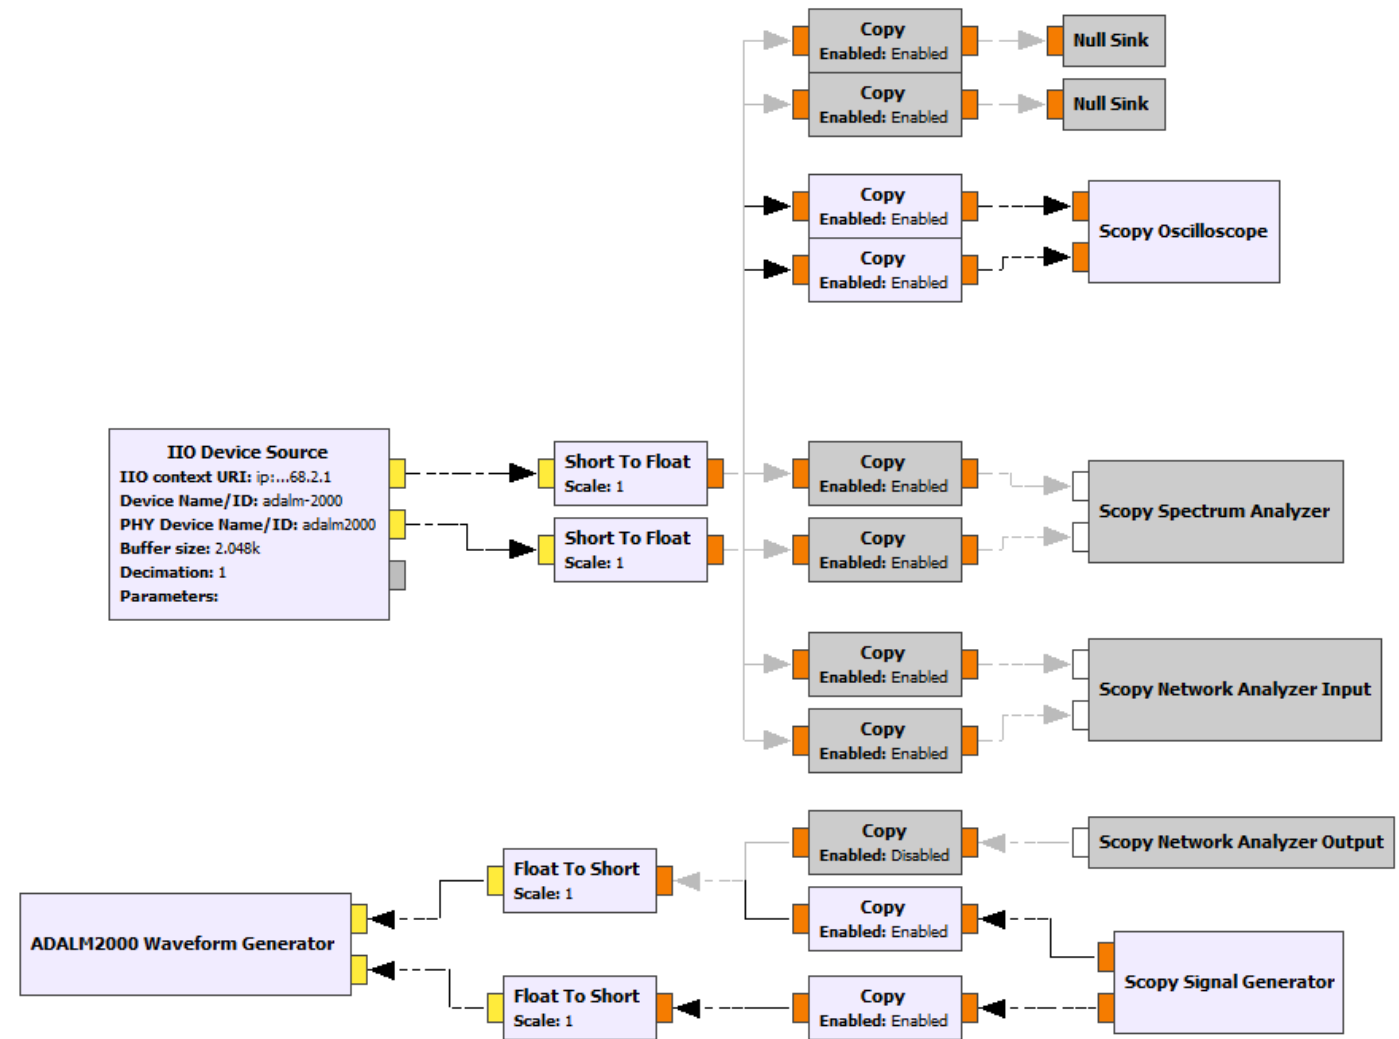 Copy
Enabled: Enabled
Null Sink
Copy
Enabled: Enabled
Null Sink
Copy
Enabled: Enabled
Copy
Enabled: Enabled
Scopy Oscilloscope
IIO Device Source
IIO context URI: ip:...68.2.1
Device Name/ID: adalm-2000
PHY Device Name/ID: adalm2000
Buffer size: 2.048k
Decimation: 1
Parameters:
Short To Float
Scale: 1
Short To Float
Scale: 1
Copy
Enabled: Enabled
Copy
Enabled: Enabled
Scopy Spectrum Analyzer
Copy
Enabled: Enabled
Copy
Enabled: Enabled
Scopy Network Analyzer Input
Copy
Enabled: Disabled
Scopy Network Analyzer Output
Float To Short
Scale: 1
Copy
Enabled: Enabled
ADALM2000 Waveform Generator
Scopy Signal Generator
Float To Short
Scale: 1
Copy
Enabled: Enabled